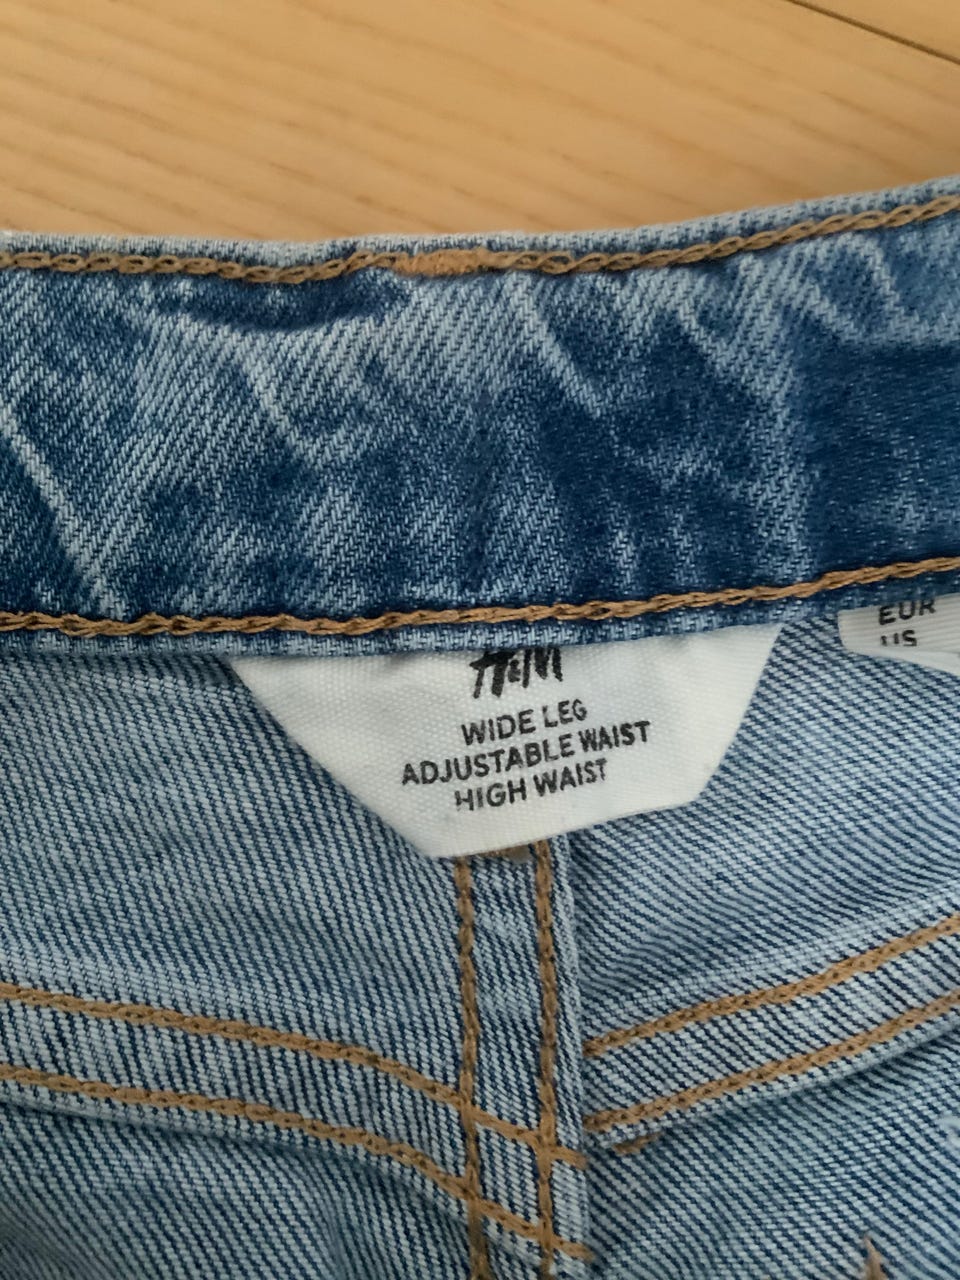 H&M
WIDE LEG
ADJUSTABLE WAIST
HIGH WAIST
EUR
US